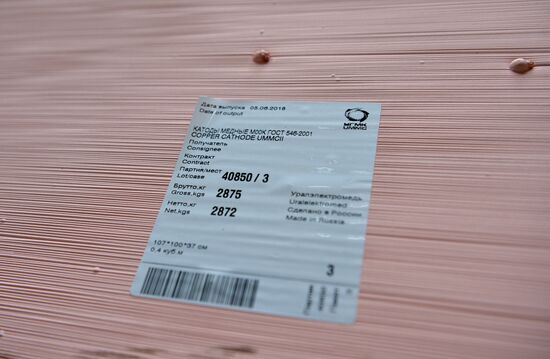 Дата выпуска 05.06.2018
Date of output
УГМК
UMMC
КАТОДЫ МЕДНЫЕ М00К ГОСТ 546-2001
COPPER CATHODE UMMCII
Получатель
Consignee
Контракт
Contract
Партия/мест
Lot/case 40850 / 3
Брутто,кг
Gross,kgs 2875
Нетто,кг
Net,kgs 2872
Уралэлектромедь
Uralelektromed
Сделано в России
Made in Russia.
107*100*37 см
0,4 куб.м
3